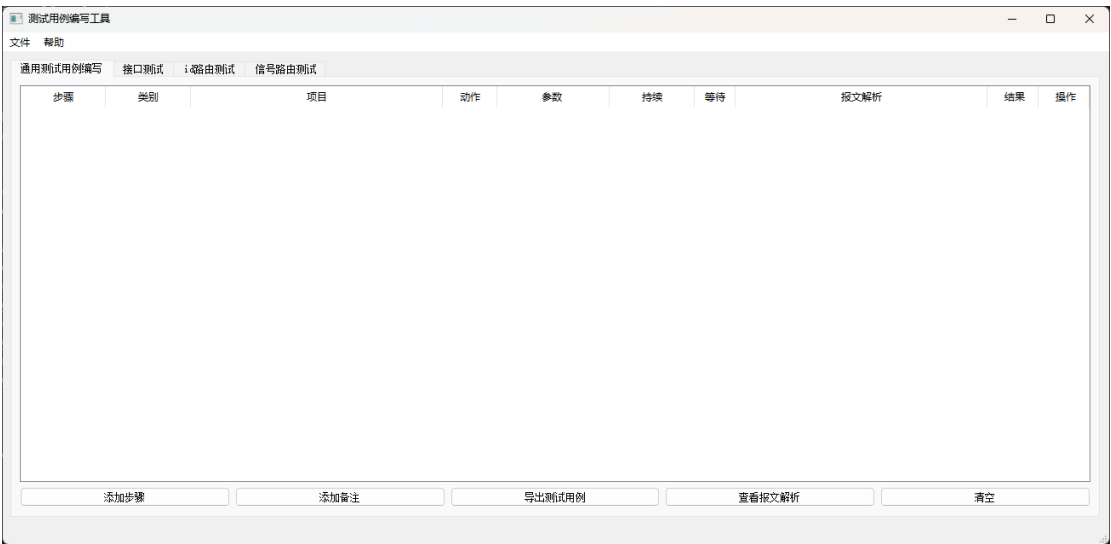 测试用例编写工具
文件 帮助
通用测试用例编写 接口测试 id路由测试 信号路由测试
步骤 类别 项目 动作 参数 持续 等待 报文解析 结果 操作
添加步骤 添加备注 导出测试用例 查看报文解析 清空